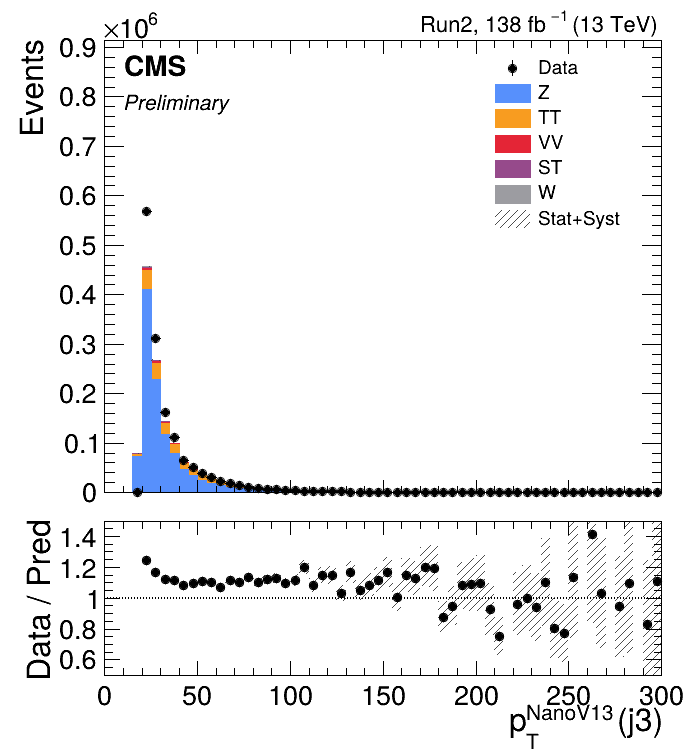 ×10⁶
Run2, 138 fb⁻¹ (13 TeV)
Events
CMS
Preliminary
Data
Z
TT
VV
ST
W
Stat+Syst
0.9
0.8
0.7
0.6
0.5
0.4
0.3
0.2
0.1
0
Data / Pred
1.4
1.2
1
0.8
0.6
0 50 100 150 200 250 300
p_T^NanoV13 (j3)